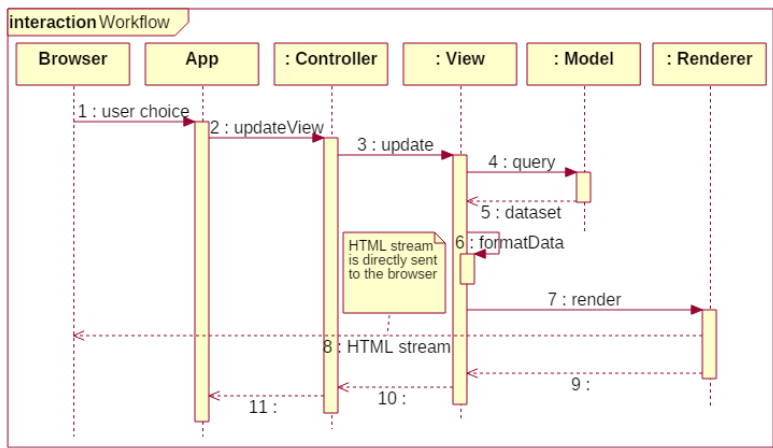 interaction Workflow
Browser
App
: Controller
: View
: Model
: Renderer
1 : user choice
2 : updateView
3 : update
4 : query
5 : dataset
6 : formatData
HTML stream
is directly sent
to the browser
7 : render
8 : HTML stream
9 :
10 :
11 :